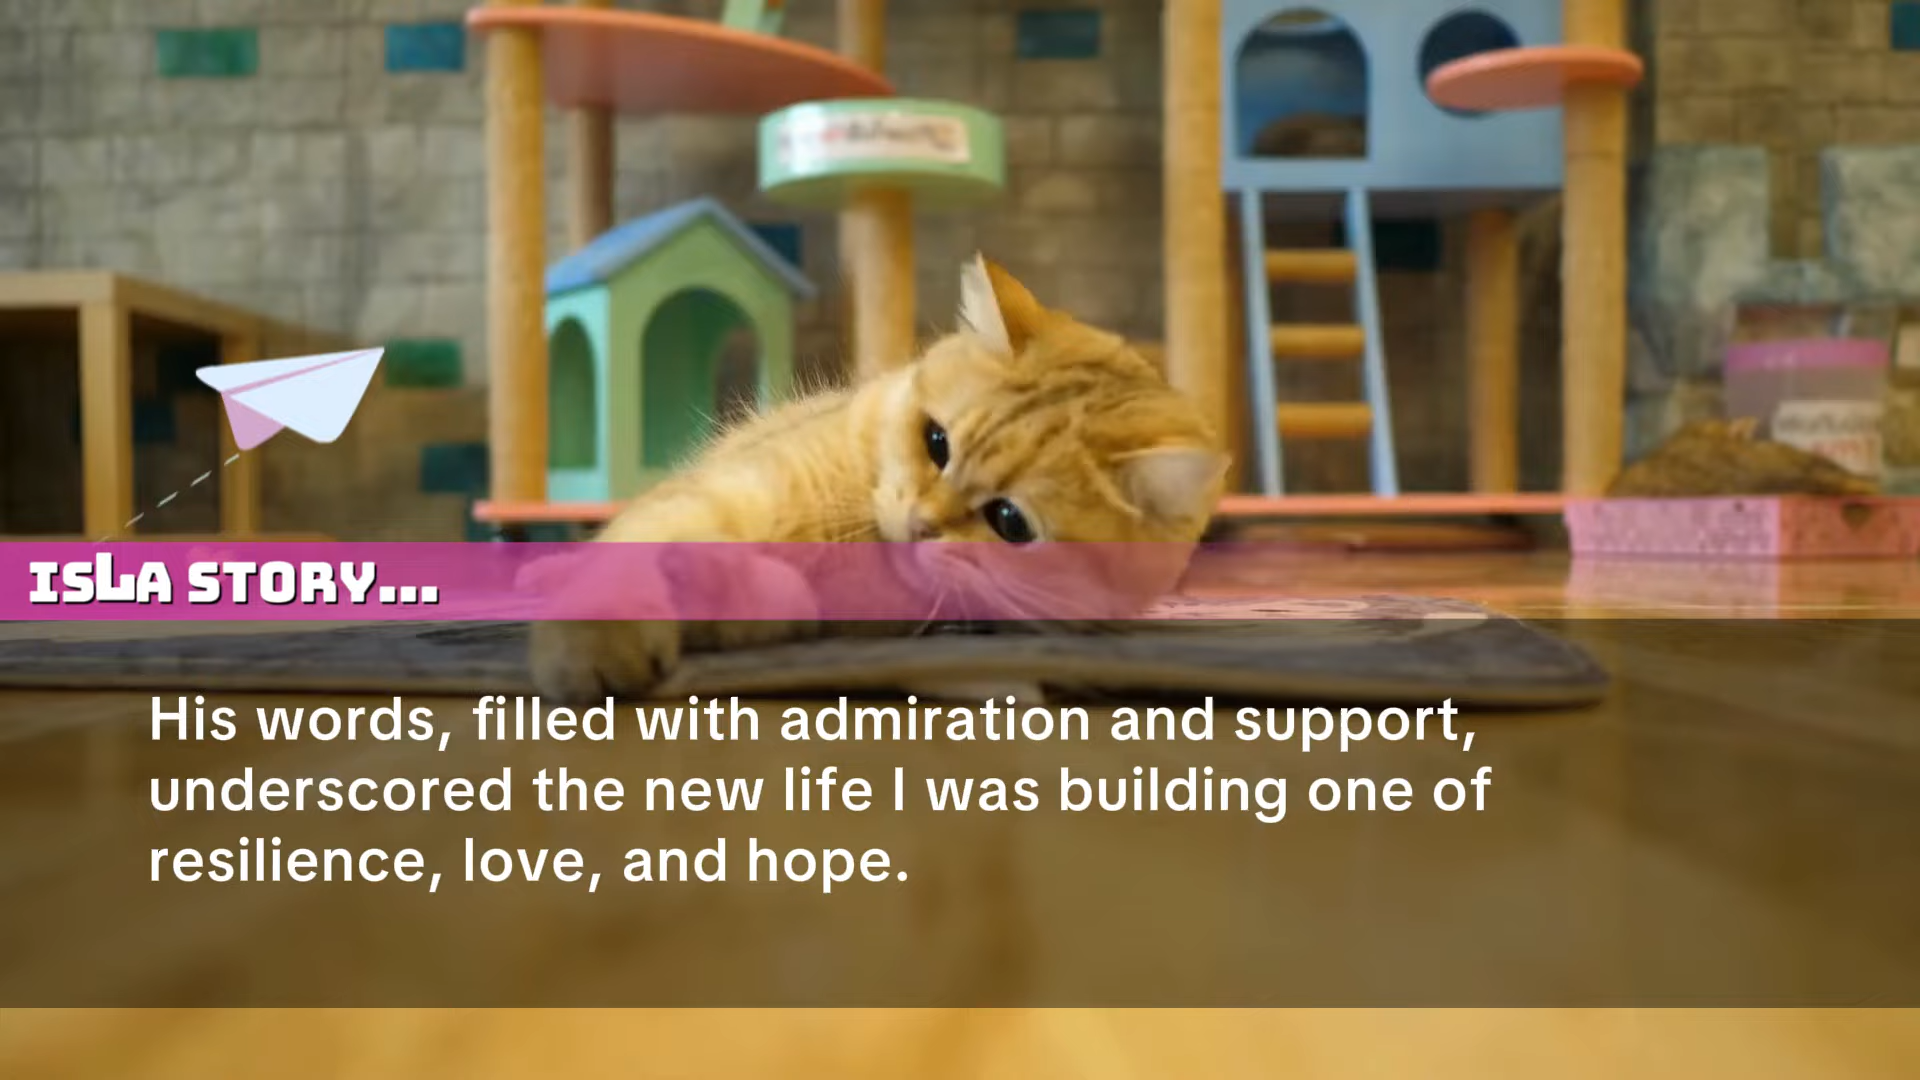 ISLA STORY...
His words, filled with admiration and support,
underscored the new life I was building one of
resilience, love, and hope.